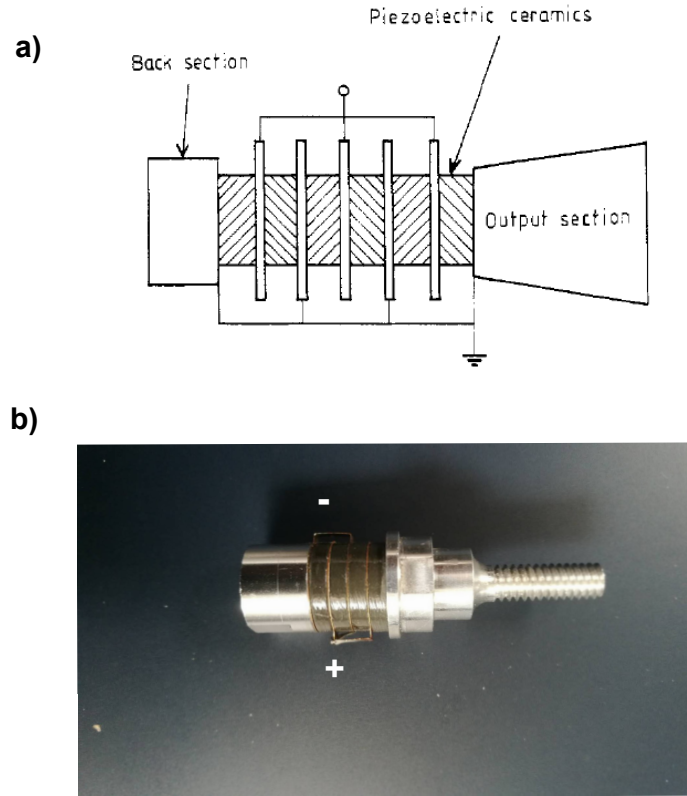 a)
Piezoelectric ceramics
Back section
Output section
b)
-
+